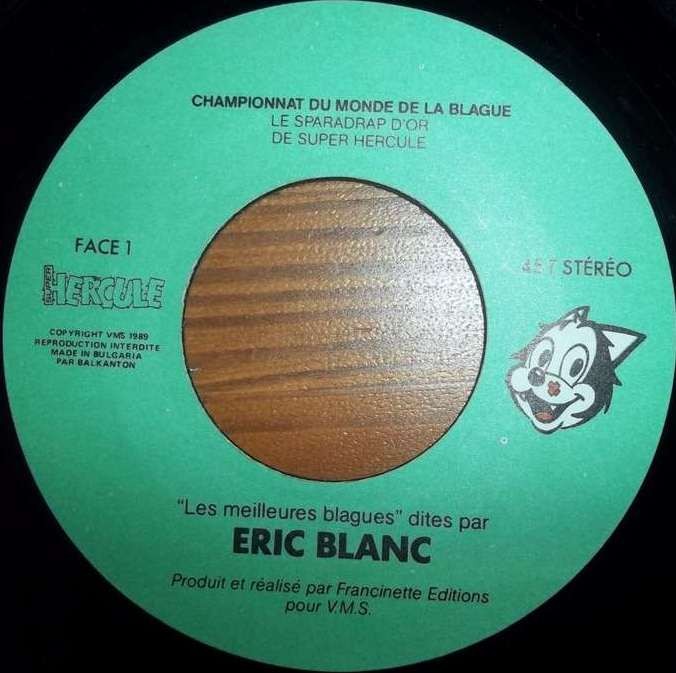 CHAMPIONNAT DU MONDE DE LA BLAGUE
LE SPARADRAP D'OR
DE SUPER HERCULE
FACE 1
SUPER
HERCULE
COPYRIGHT VMS 1989
REPRODUCTION INTERDITE
MADE IN BULGARIA
PAR BALKANTON
45 T STÉRÉO
"Les meilleures blagues" dites par
ERIC BLANC
Produit et réalisé par Francinette Editions
pour V.M.S.